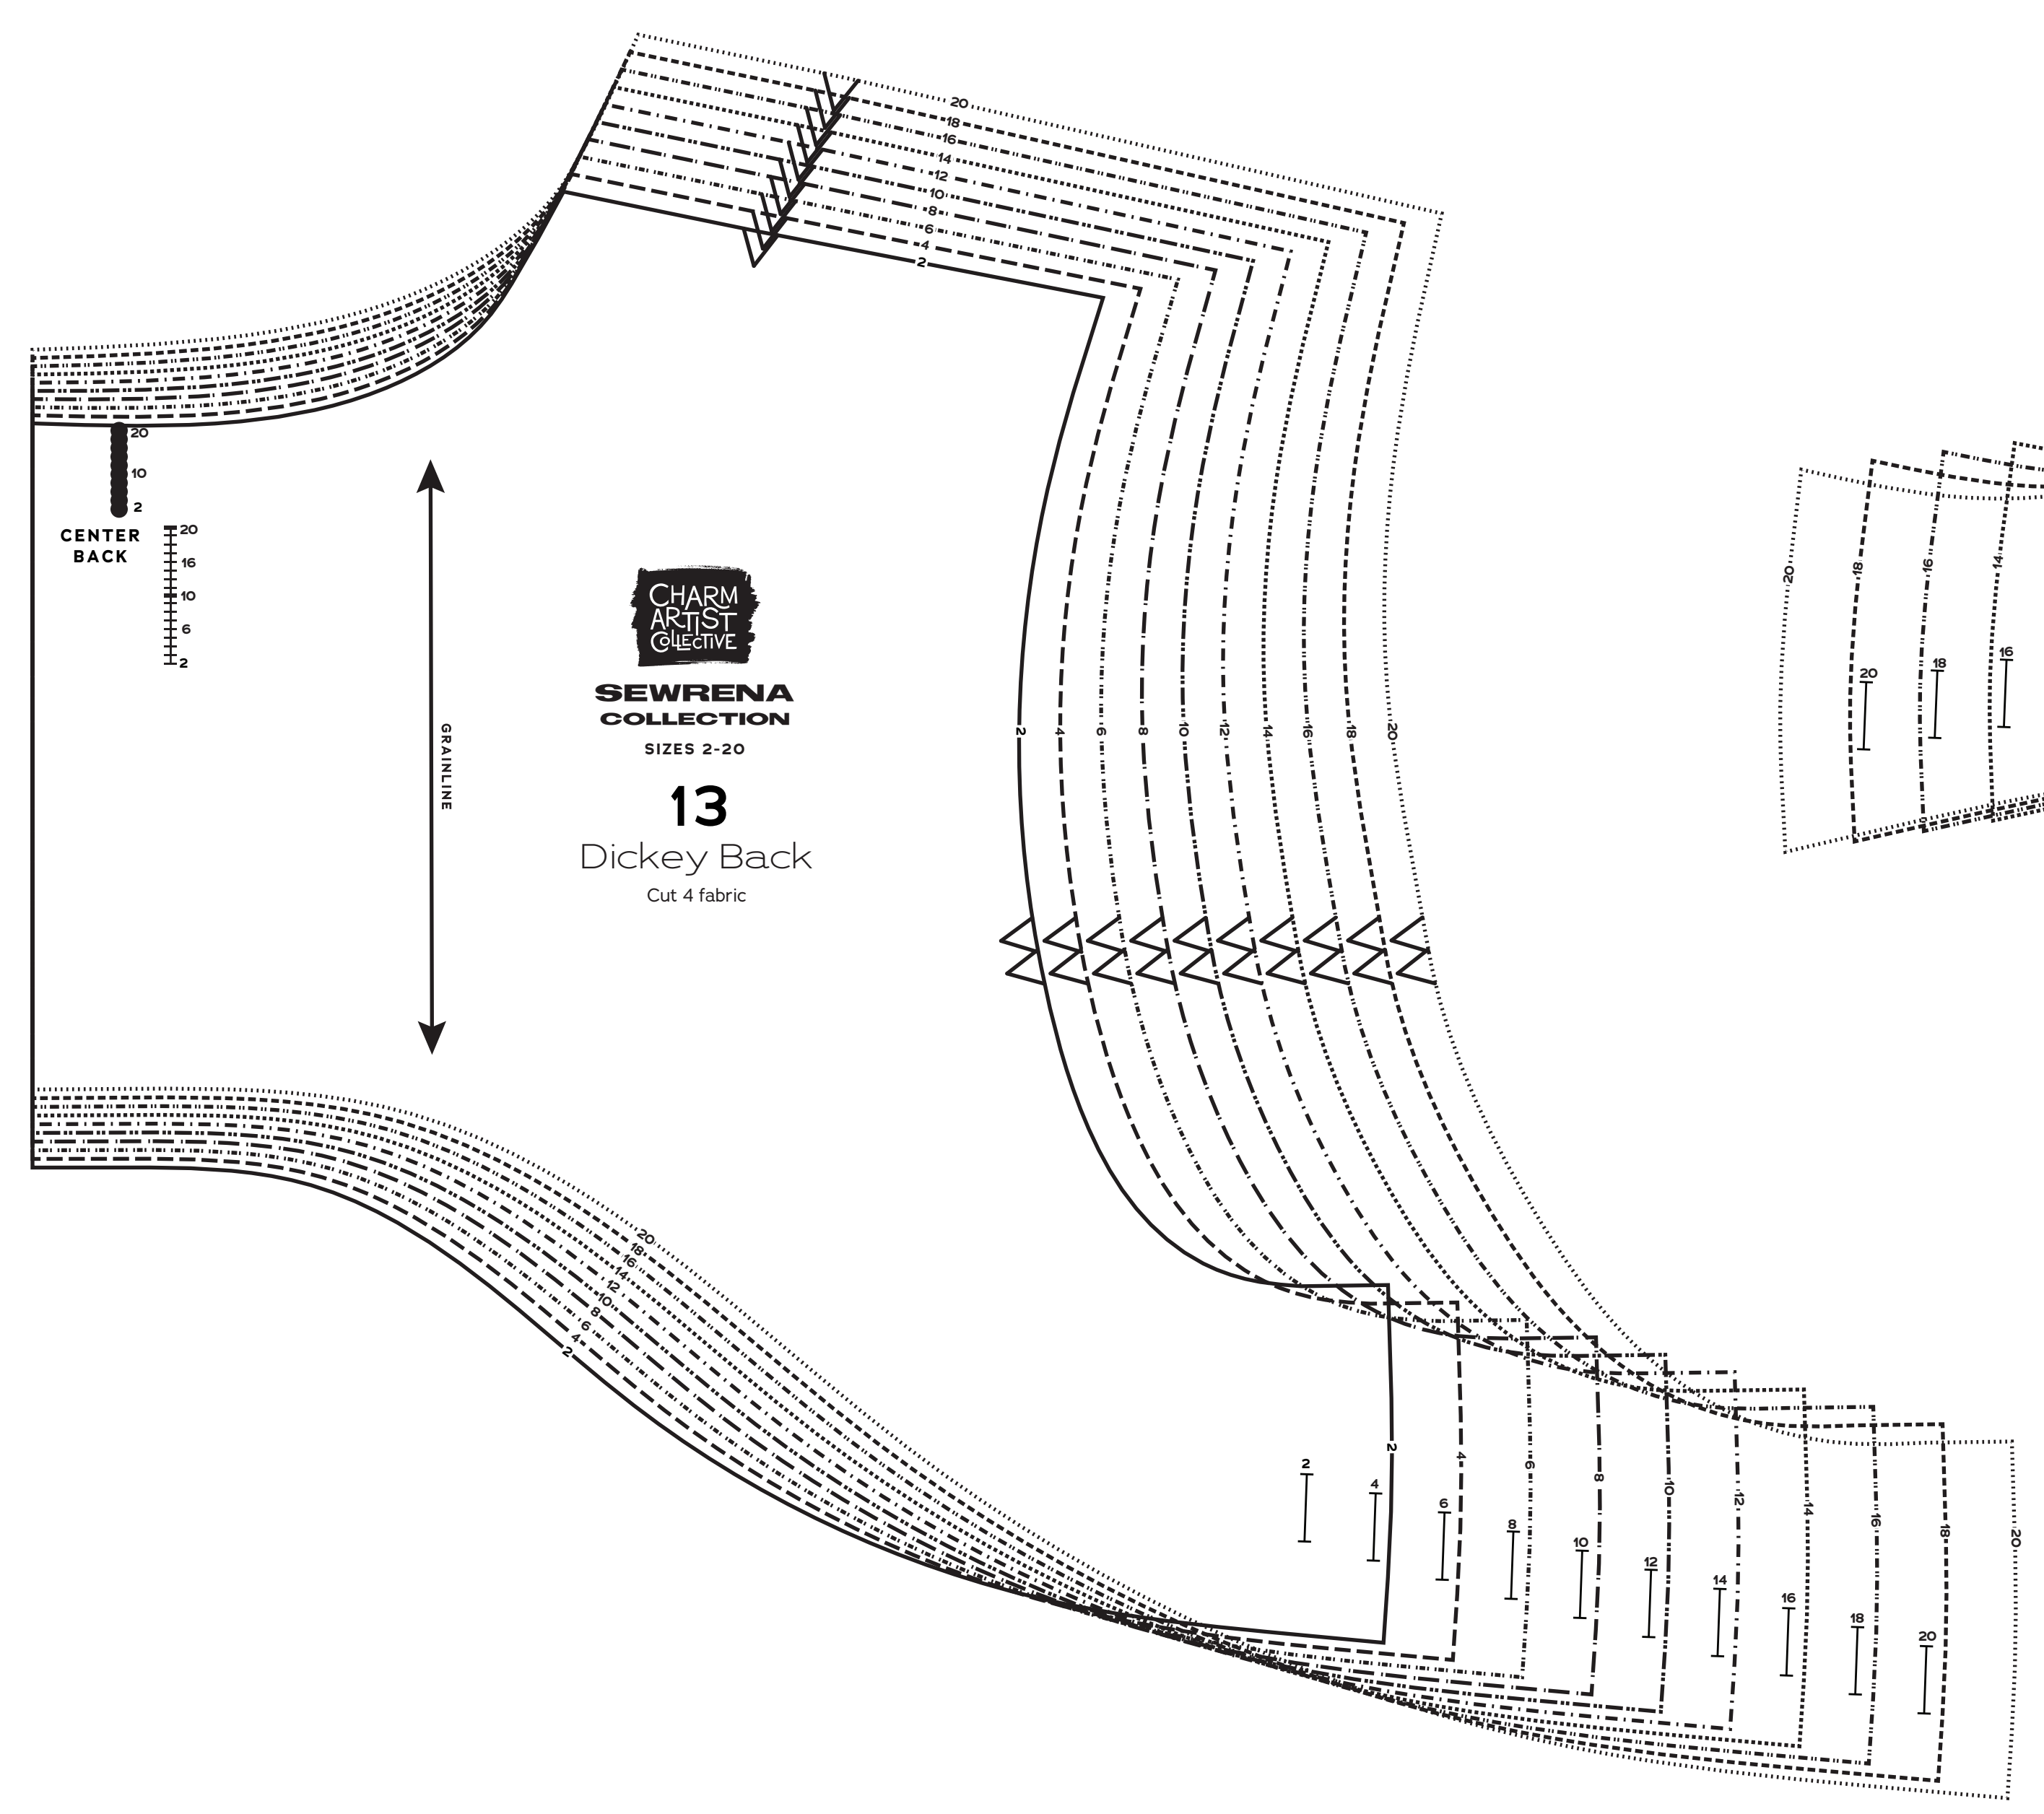 20
18
16
14
12
10
8
6
4
2
20
10
2
CENTER
BACK
20
16
10
6
2
GRAINLINE
CHARM
ARTIST
COLLECTIVE
SEWRENA
COLLECTION
SIZES 2-20
13
Dickey Back
Cut 4 fabric
2 4 6 8 10 12 14 16 18 20
20 18 16 14
20 18 16
20
18
16
14
12
10
8
6
4
2
2 4 6 8 10 12 14 16 18 20
2 4 6 8 10 12 14 16 18 20